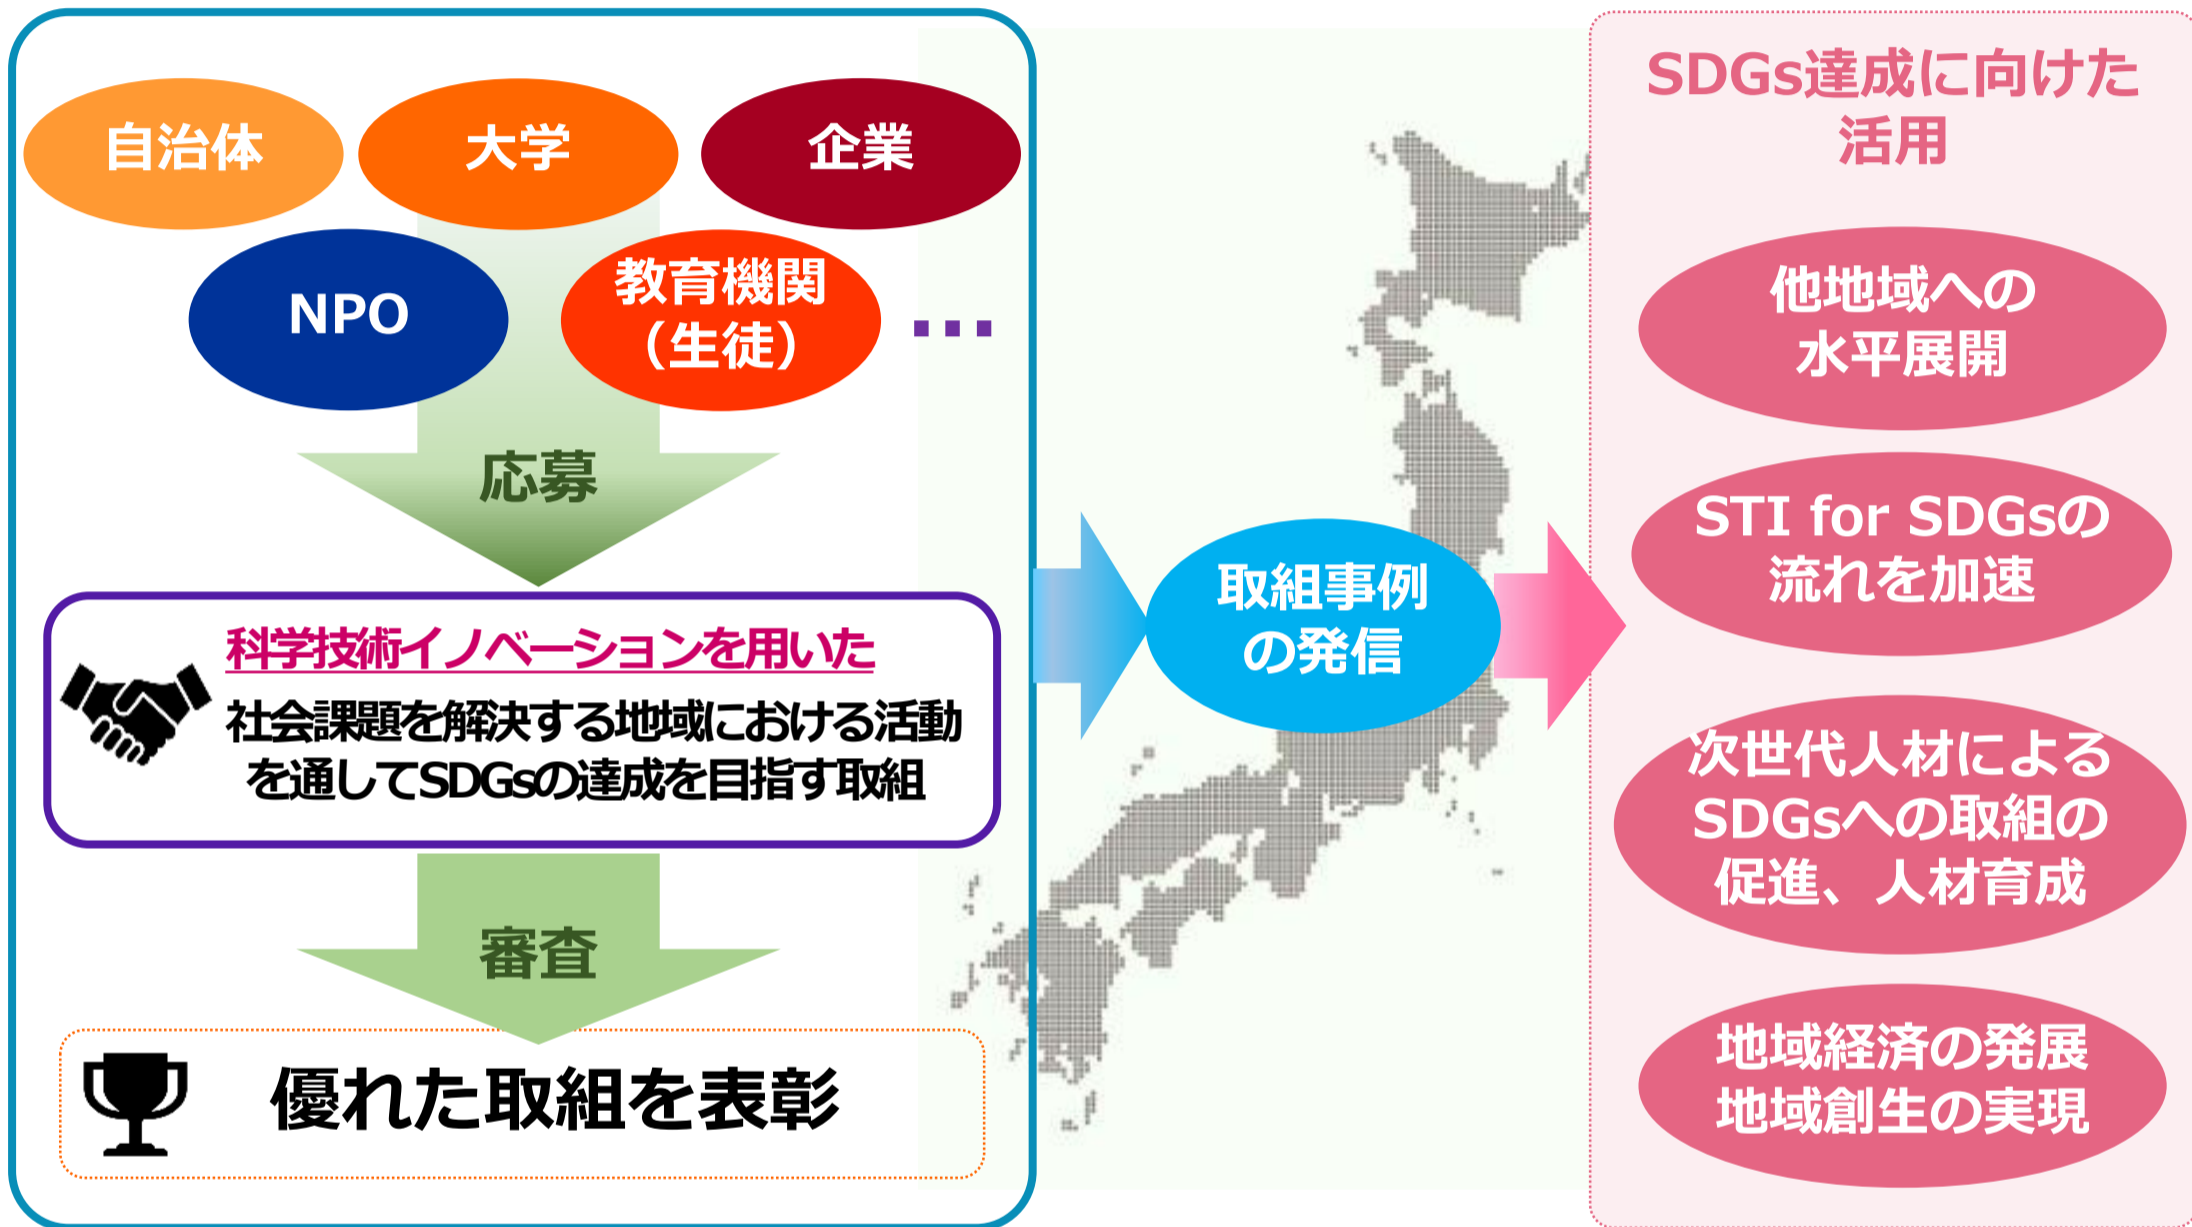 自治体
大学
企業
NPO
教育機関
（生徒）
...
応募
科学技術イノベーションを用いた
社会課題を解決する地域における活動
を通してSDGsの達成を目指す取組
審査
優れた取組を表彰
取組事例
の発信
SDGs達成に向けた
活用
他地域への
水平展開
STI for SDGsの
流れを加速
次世代人材による
SDGsへの取組の
促進、人材育成
地域経済の発展
地域創生の実現